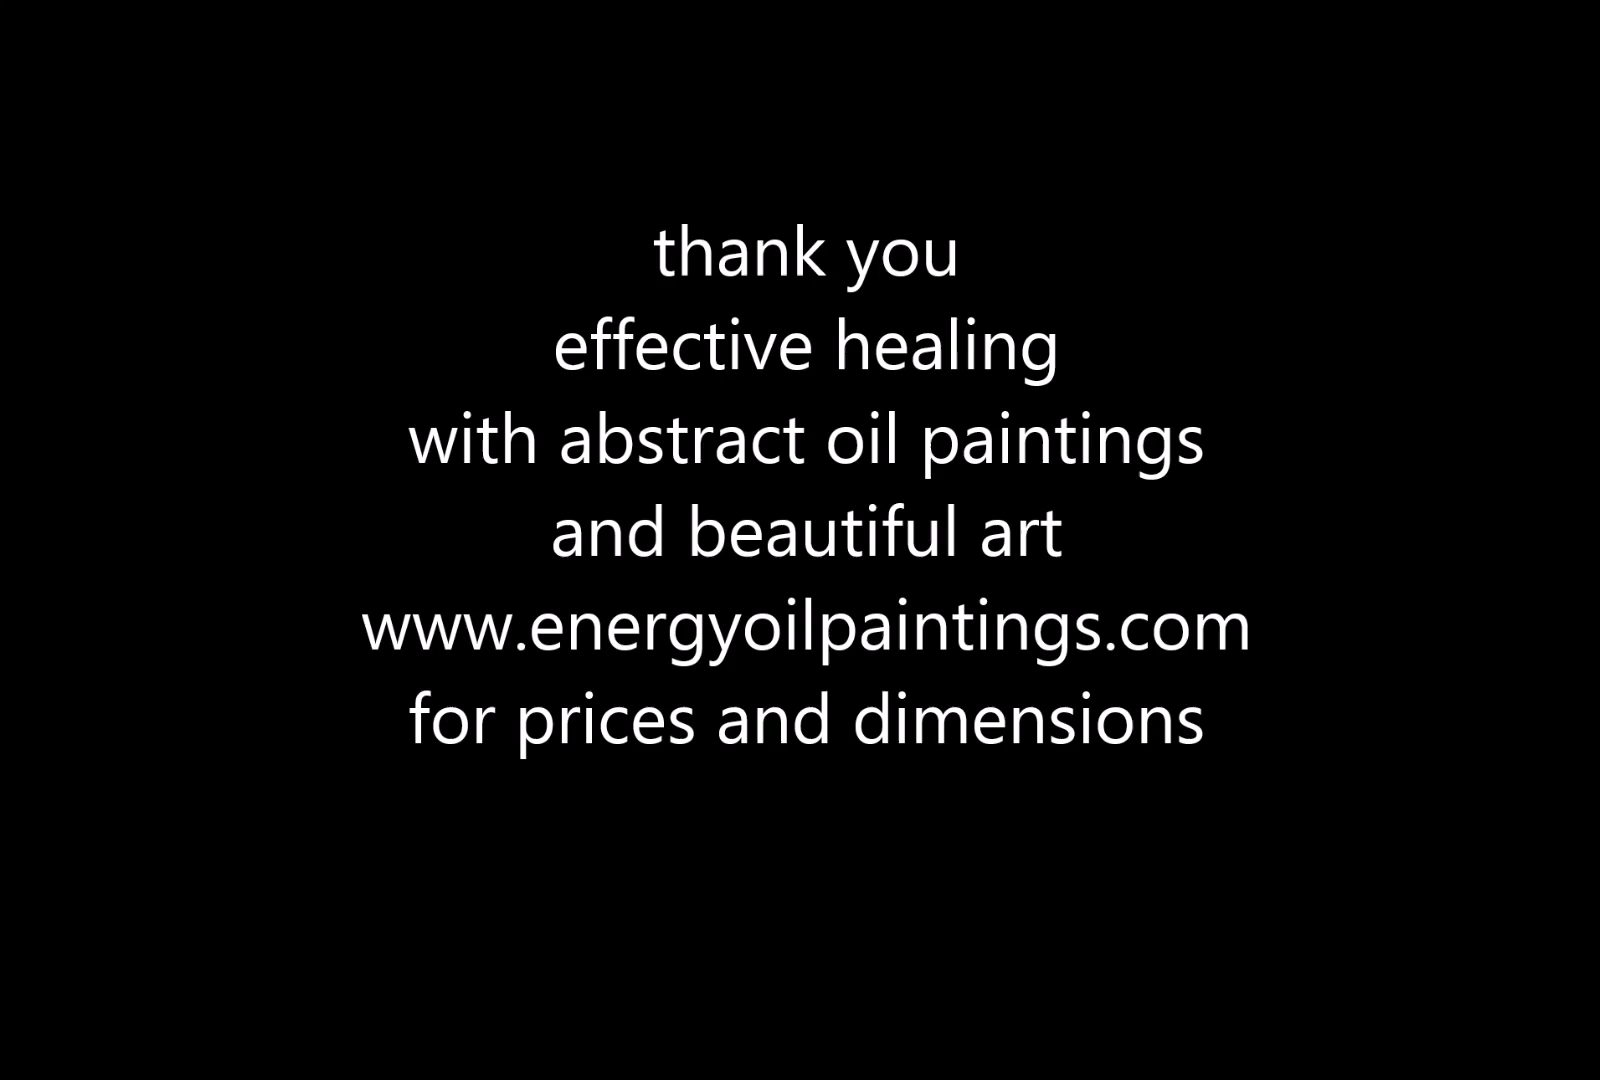 thank you
effective healing
with abstract oil paintings
and beautiful art
www.energyoilpaintings.com
for prices and dimensions